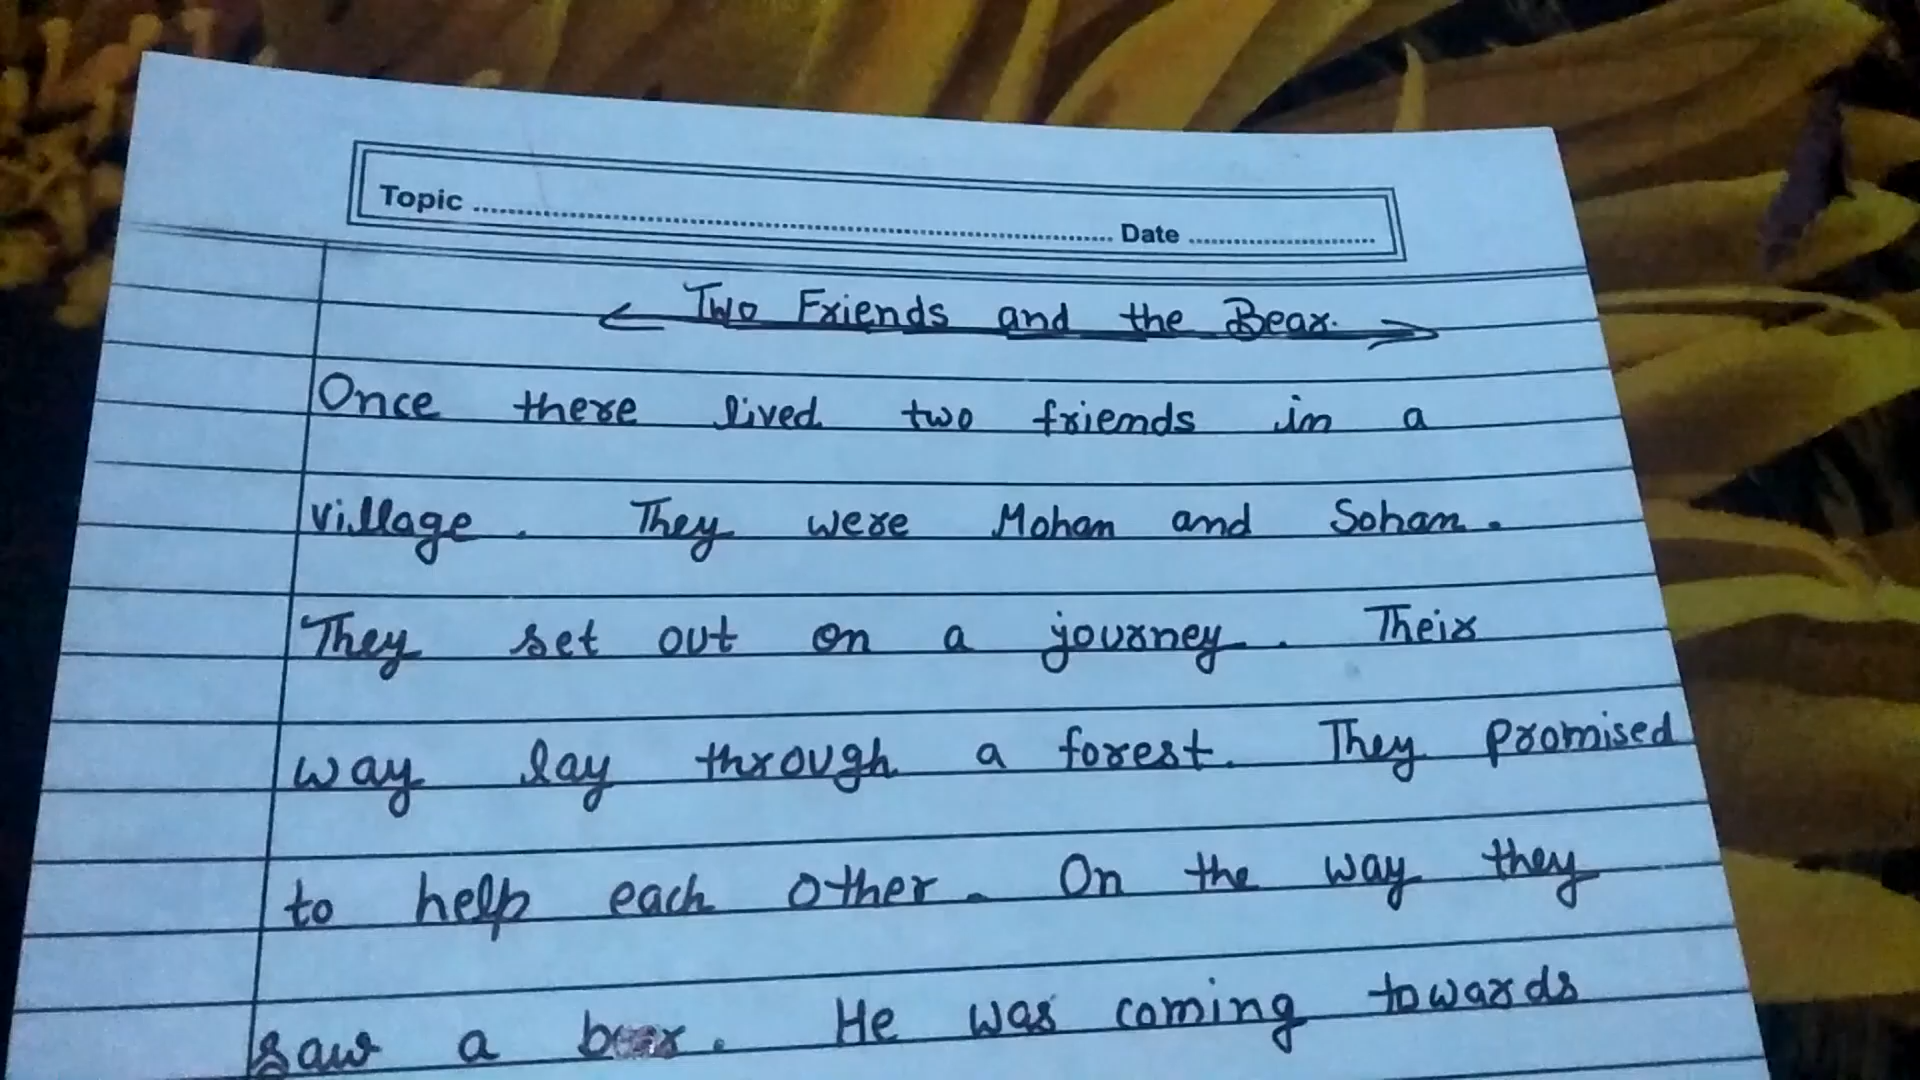 Topic ........ Date ........
Two Friends and the Bear.
Once there lived two friends in a
village. They were Mohan and Sohan.
They set out on a journey. Their
way lay through a forest. They promised
to help each other. On the way they
saw a bear. He was coming towards